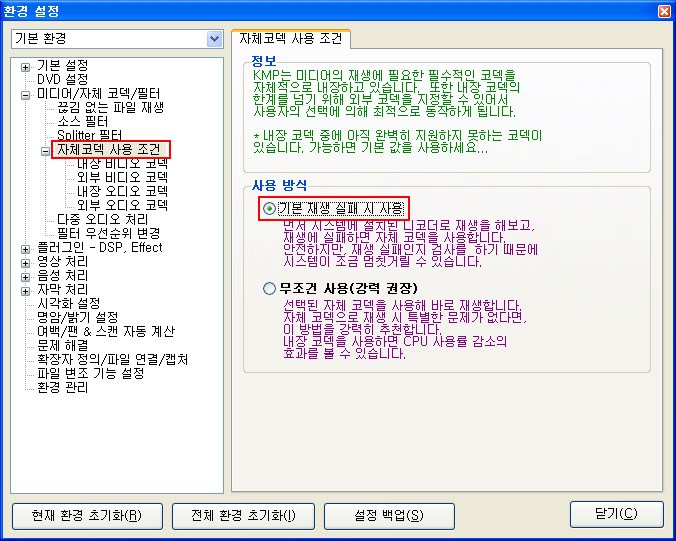 환경 설정
기본 환경
기본 설정
DVD 설정
미디어/자체 코덱/필터
끊김 없는 파일 재생
소스 필터
Splitter 필터
자체코덱 사용 조건
내장 비디오 코덱
외부 비디오 코덱
내장 오디오 코덱
외부 오디오 코덱
다중 오디오 처리
필터 우선순위 변경
플러그인 - DSP, Effect
영상 처리
음성 처리
자막 처리
시각화 설정
명암/밝기 설정
여백/팬 & 스캔 자동 계산
문제 해결
확장자 정의/파일 연결/캡처
파일 변조 기능 설정
환경 관리
자체코덱 사용 조건
정보
KMP는 미디어의 재생에 필요한 필수적인 코덱을
자체적으로 내장하고 있습니다. 또한 내장 코덱의
한계를 넘기 위해 외부 코덱을 지정할 수 있어서
사용자의 선택에 의해 최적으로 동작하게 됩니다.
* 내장 코덱 중에 아직 완벽히 지원하지 못하는 코덱이
있습니다. 가능하면 기본 값을 사용하세요...
사용 방식
기본 재생 실패 시 사용
먼저 시스템에 설치된 디코더로 재생을 해보고,
재생에 실패하면 자체 코덱을 사용합니다.
안전하지만, 재생 실패인지 검사를 하기 때문에
시스템이 조금 멈칫거릴 수 있습니다.
무조건 사용(강력 권장)
선택된 자체 코덱을 사용해 바로 재생합니다.
자체 코덱으로 재생 시 특별한 문제가 없다면,
이 방법을 강력히 추천합니다.
내장 코덱을 사용하면 CPU 사용률 감소의
효과를 볼 수 있습니다.
현재 환경 초기화(R)
전체 환경 초기화(I)
설정 백업(S)
닫기(C)